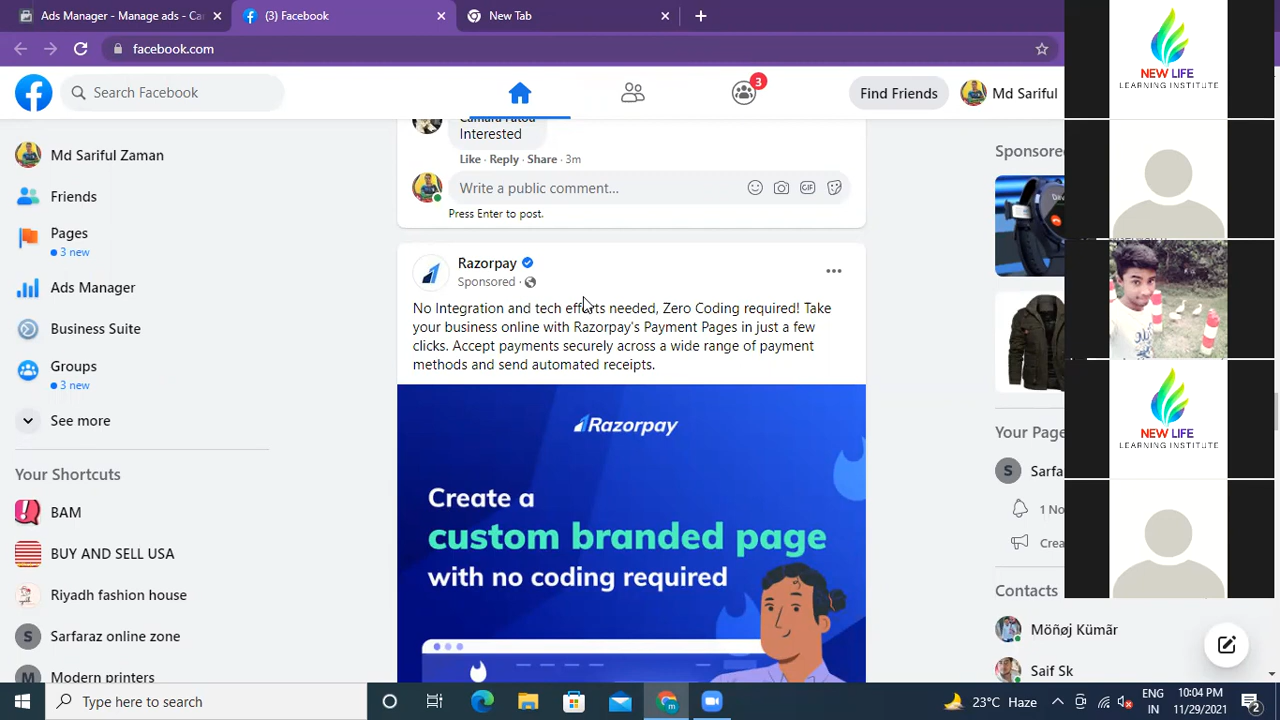 Ads Manager - Manage ads - Ca
(3) Facebook
New Tab
facebook.com
Search Facebook
3
Find Friends
Md Sariful
Md Sariful Zaman
Friends
Pages
3 new
Ads Manager
Business Suite
Groups
3 new
See more
Your Shortcuts
BAM
BUY AND SELL USA
Riyadh fashion house
S
Sarfaraz online zone
M
Modern printers
Camara Fatou
Interested
Like · Reply · Share · 3m
Write a public comment...
GIF
Press Enter to post.
Razorpay
Sponsored ·
No Integration and tech efforts needed, Zero Coding required! Take
your business online with Razorpay's Payment Pages in just a few
clicks. Accept payments securely across a wide range of payment
methods and send automated receipts.
Razorpay
Create a
custom branded page
with no coding required
Sponsore
Your Page
S
Sarfa
1 No
Crea
Contacts
Möñøj Kümãr
Saif Sk
NEW LIFE
LEARNING INSTITUTE
NEW LIFE
LEARNING INSTITUTE
Type here to search
23°C Haze
ENG
IN
10:04 PM
11/29/2021
2